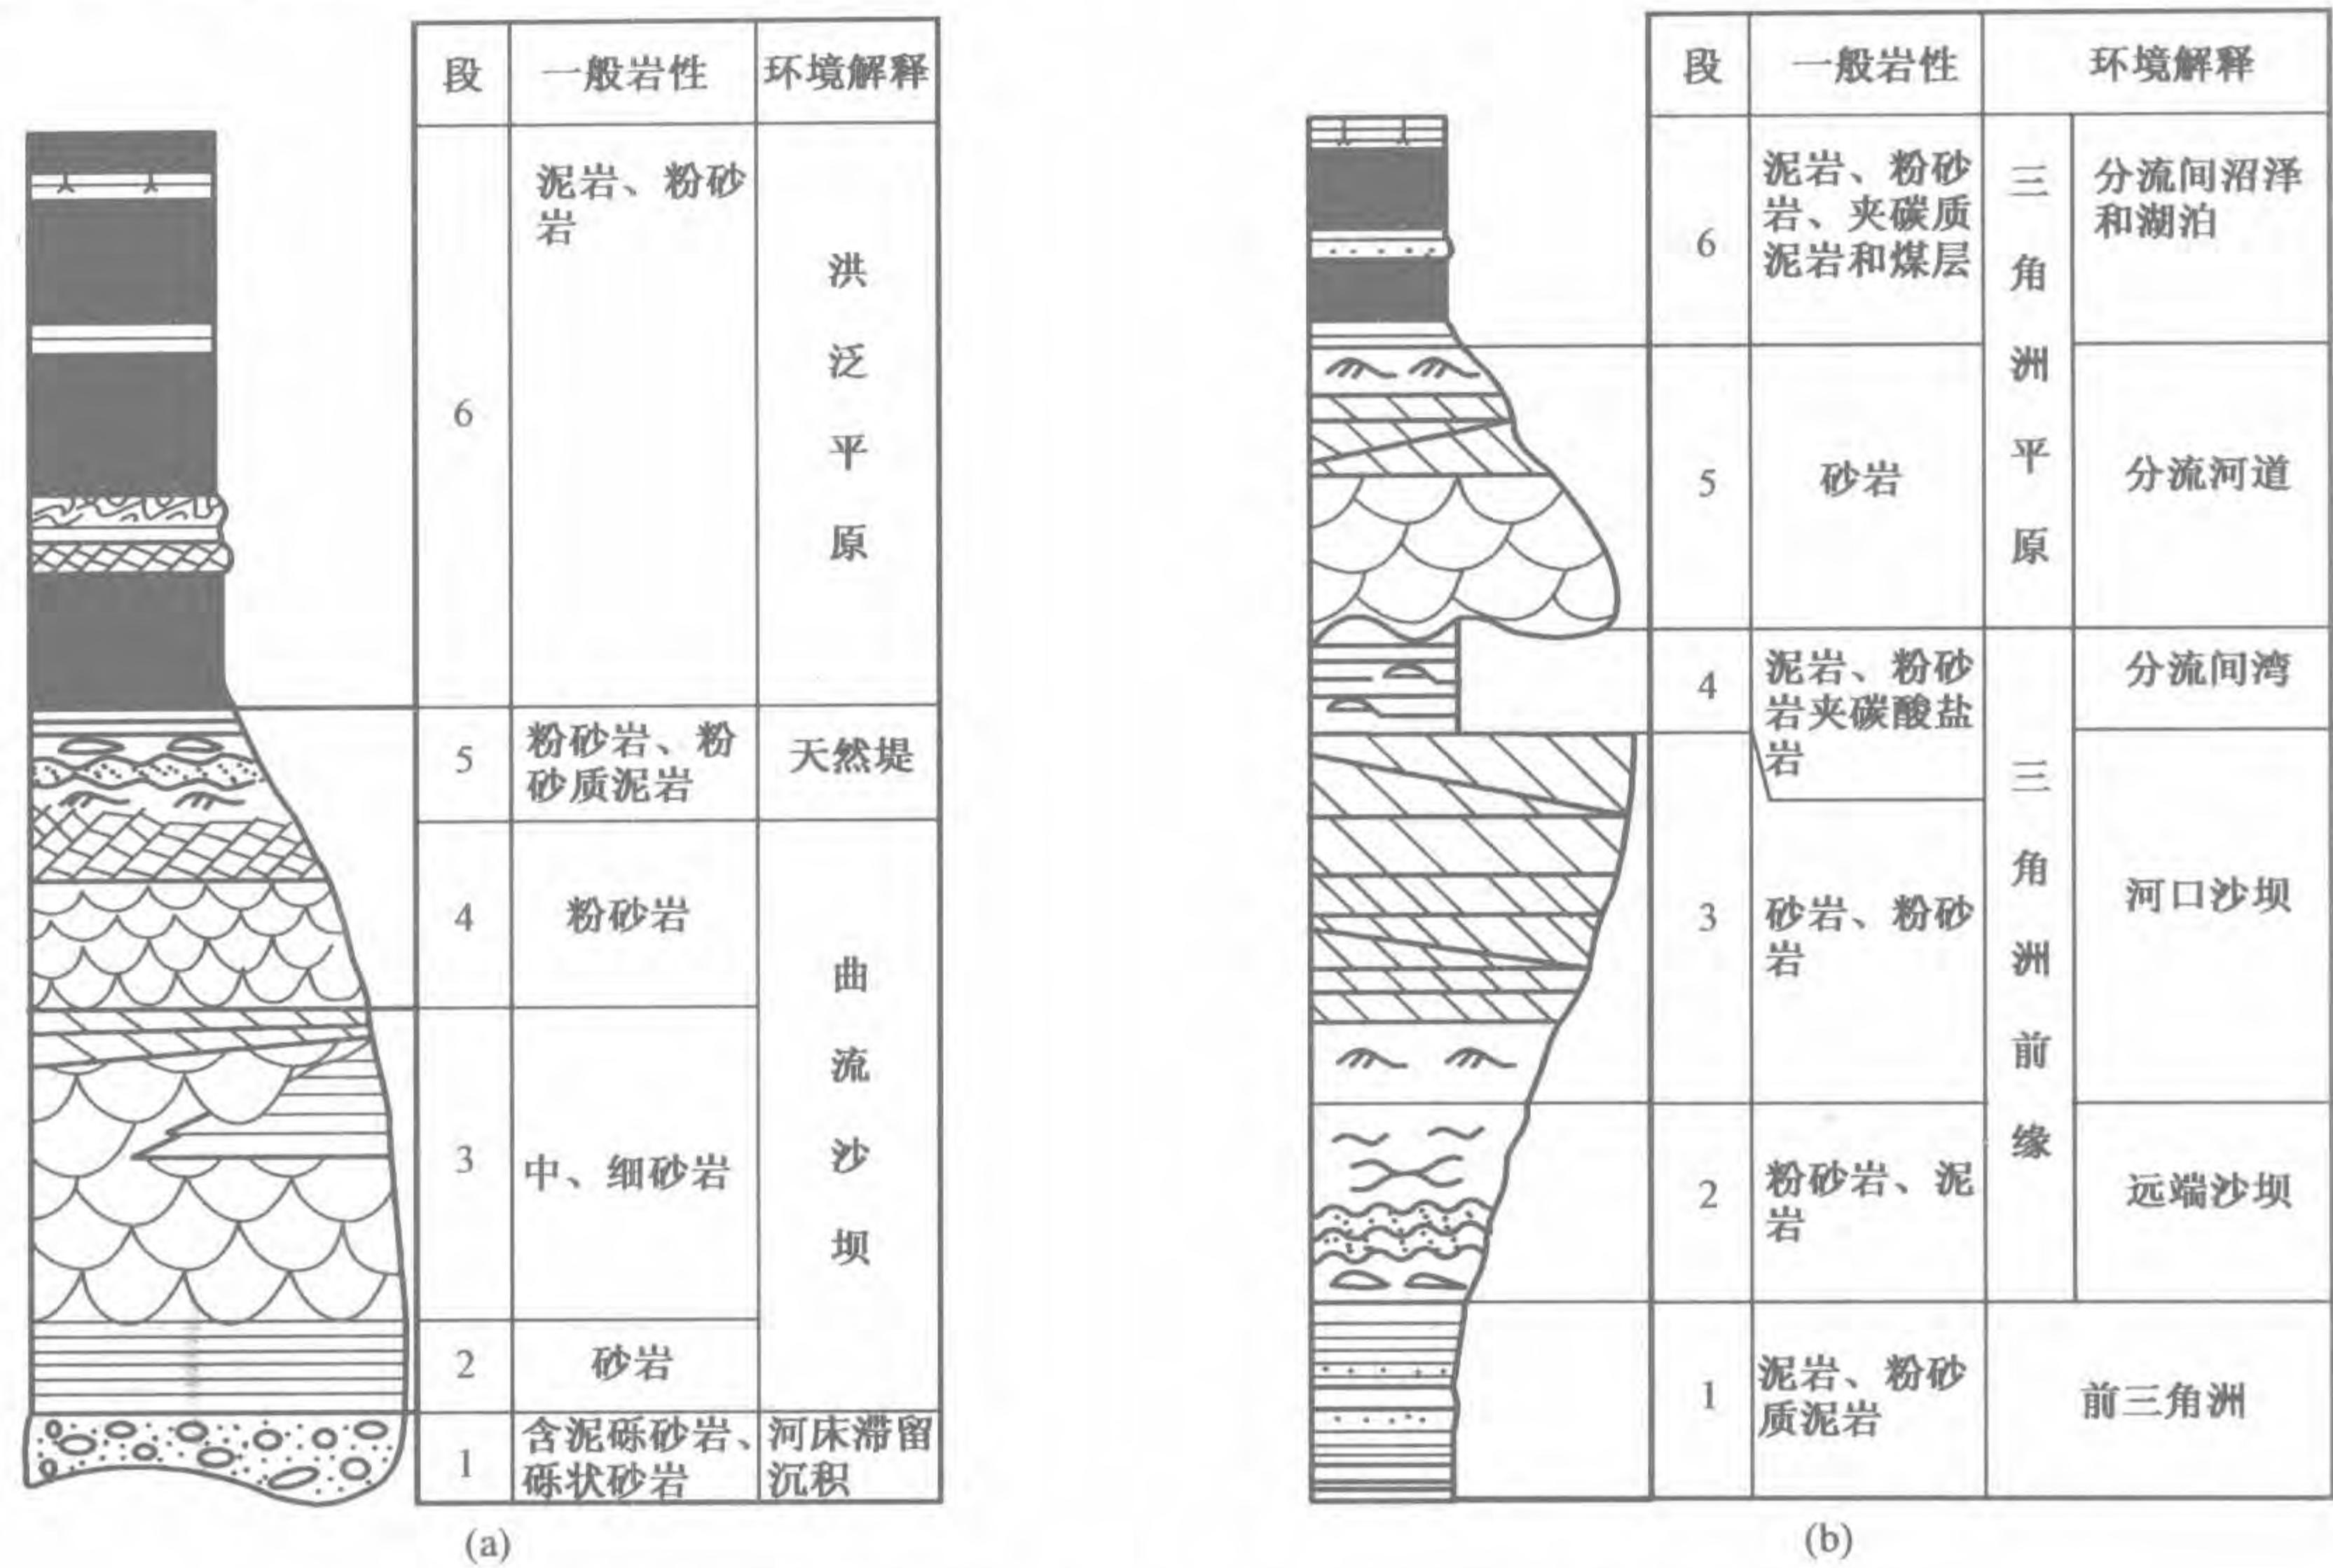 段 一般岩性 环境解释
6
泥岩、粉砂
岩
洪泛平原
5
粉砂岩、粉
砂质泥岩
天然堤
4
粉砂岩
曲流沙坝
3
中、细砂岩
2
砂岩
1
含泥砾砂岩、
砾状砂岩
河床滞留
沉积
(a)
段 一般岩性 环境解释
6
泥岩、粉砂
岩、夹碳质
泥岩和煤层
三角洲平原
分流间沼泽
和湖泊
5
砂岩
分流河道
4
泥岩、粉砂
岩夹碳酸盐
岩
三角洲前缘
分流间湾
3
砂岩、粉砂
岩
河口沙坝
2
粉砂岩、泥
岩
远端沙坝
1
泥岩、粉砂
质泥岩
前三角洲
(b)